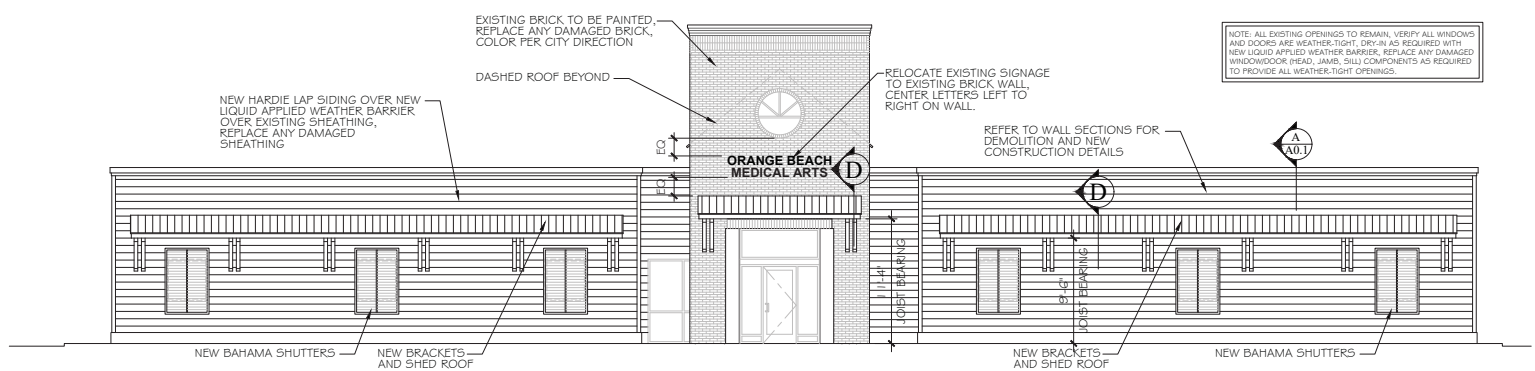 EXISTING BRICK TO BE PAINTED,
REPLACE ANY DAMAGED BRICK,
COLOR PER CITY DIRECTION
DASHED ROOF BEYOND
NEW HARDIE LAP SIDING OVER NEW
LIQUID APPLIED WEATHER BARRIER
OVER EXISTING SHEATHING,
REPLACE ANY DAMAGED
SHEATHING
RELOCATE EXISTING SIGNAGE
TO EXISTING BRICK WALL,
CENTER LETTERS LEFT TO
RIGHT ON WALL.
NOTE: ALL EXISTING OPENINGS TO REMAIN, VERIFY ALL WINDOWS
AND DOORS ARE WEATHER-TIGHT, DRY-IN AS REQUIRED WITH
NEW LIQUID APPLIED WEATHER BARRIER, REPLACE ANY DAMAGED
WINDOW/DOOR (HEAD, JAMB, SILL) COMPONENTS AS REQUIRED
TO PROVIDE ALL WEATHER-TIGHT OPENINGS.
REFER TO WALL SECTIONS FOR
DEMOLITION AND NEW
CONSTRUCTION DETAILS
A
A0.1
EQ
EQ
ORANGE BEACH
MEDICAL ARTS
D
D
11'-4"
JOIST BEARING
9'-6"
JOIST BEARING
NEW BAHAMA SHUTTERS
NEW BRACKETS
AND SHED ROOF
NEW BRACKETS
AND SHED ROOF
NEW BAHAMA SHUTTERS